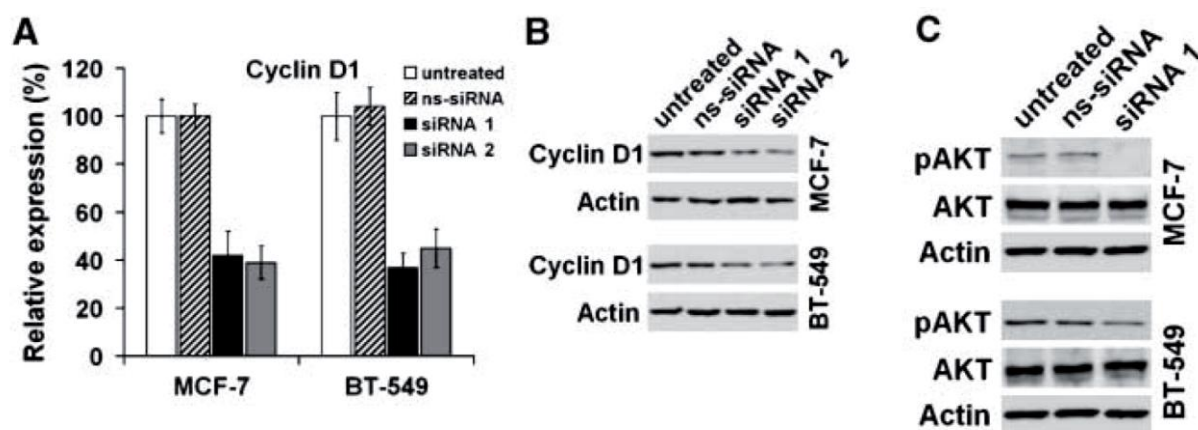 A
Relative expression (%)
120
100
80
60
40
20
0
Cyclin D1
untreated
ns-siRNA
siRNA 1
siRNA 2
MCF-7
BT-549
B
untreated
ns-siRNA
siRNA 1
siRNA 2
Cyclin D1
Actin
MCF-7
Cyclin D1
Actin
BT-549
C
untreated
ns-siRNA
siRNA 1
pAKT
AKT
Actin
MCF-7
pAKT
AKT
Actin
BT-549